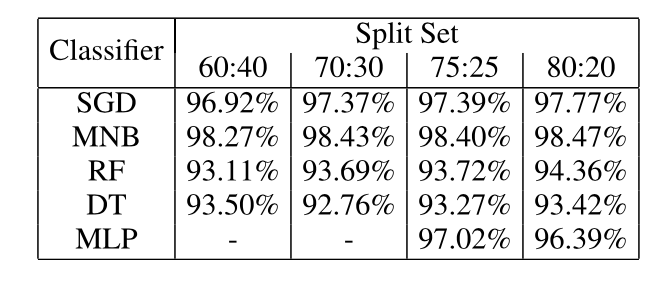 Classifier Split Set
60:40 70:30 75:25 80:20
SGD 96.92% 97.37% 97.39% 97.77%
MNB 98.27% 98.43% 98.40% 98.47%
RF 93.11% 93.69% 93.72% 94.36%
DT 93.50% 92.76% 93.27% 93.42%
MLP - - 97.02% 96.39%